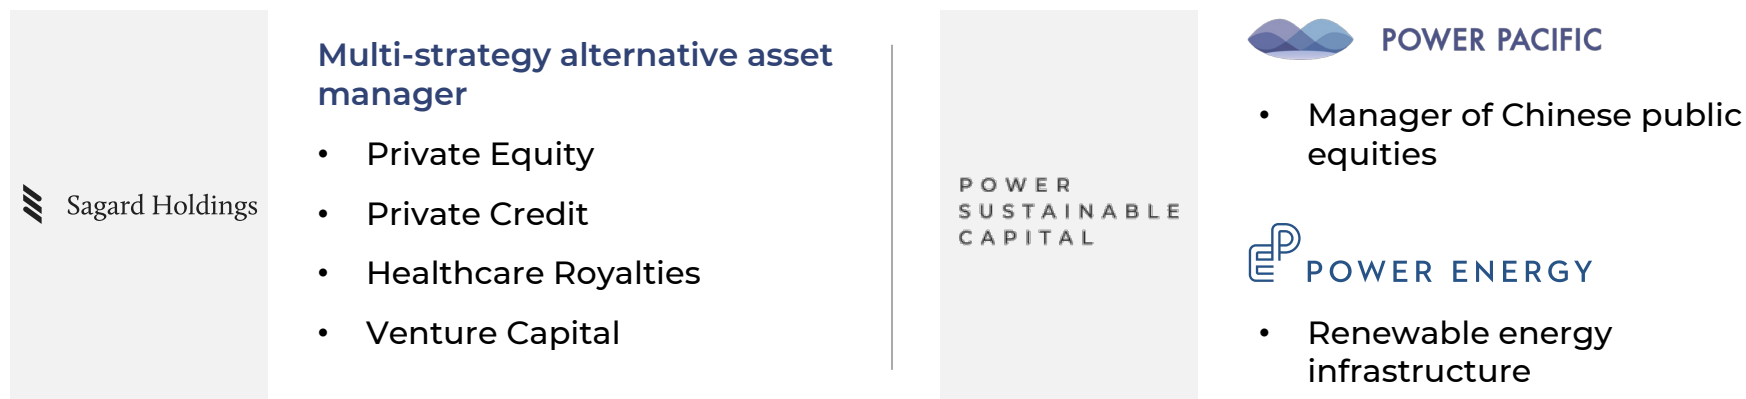 Sagard Holdings
Multi-strategy alternative asset
manager
• Private Equity
• Private Credit
• Healthcare Royalties
• Venture Capital
POWER
SUSTAINABLE
CAPITAL
POWER PACIFIC
• Manager of Chinese public
equities
EP POWER ENERGY
• Renewable energy
infrastructure